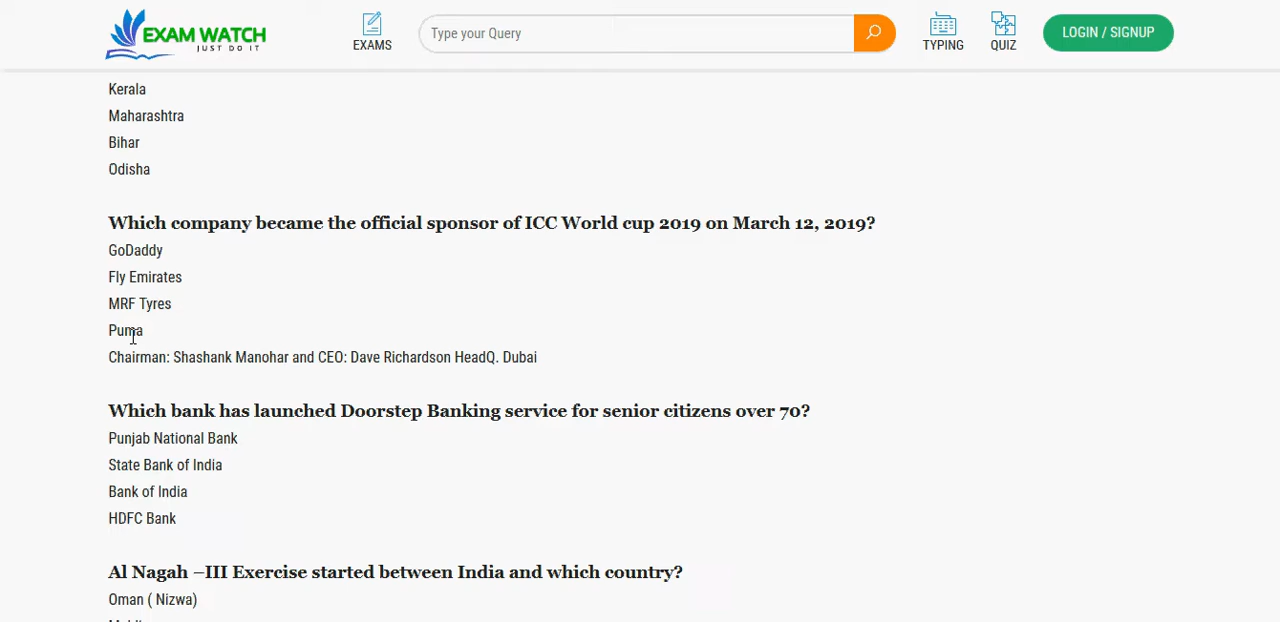 EXAM WATCH
JUST DO IT
EXAMS
Type your Query
TYPING
QUIZ
LOGIN / SIGNUP
Kerala
Maharashtra
Bihar
Odisha
Which company became the official sponsor of ICC World cup 2019 on March 12, 2019?
GoDaddy
Fly Emirates
MRF Tyres
Puma
Chairman: Shashank Manohar and CEO: Dave Richardson HeadQ. Dubai
Which bank has launched Doorstep Banking service for senior citizens over 70?
Punjab National Bank
State Bank of India
Bank of India
HDFC Bank
Al Nagah –III Exercise started between India and which country?
Oman ( Nizwa)